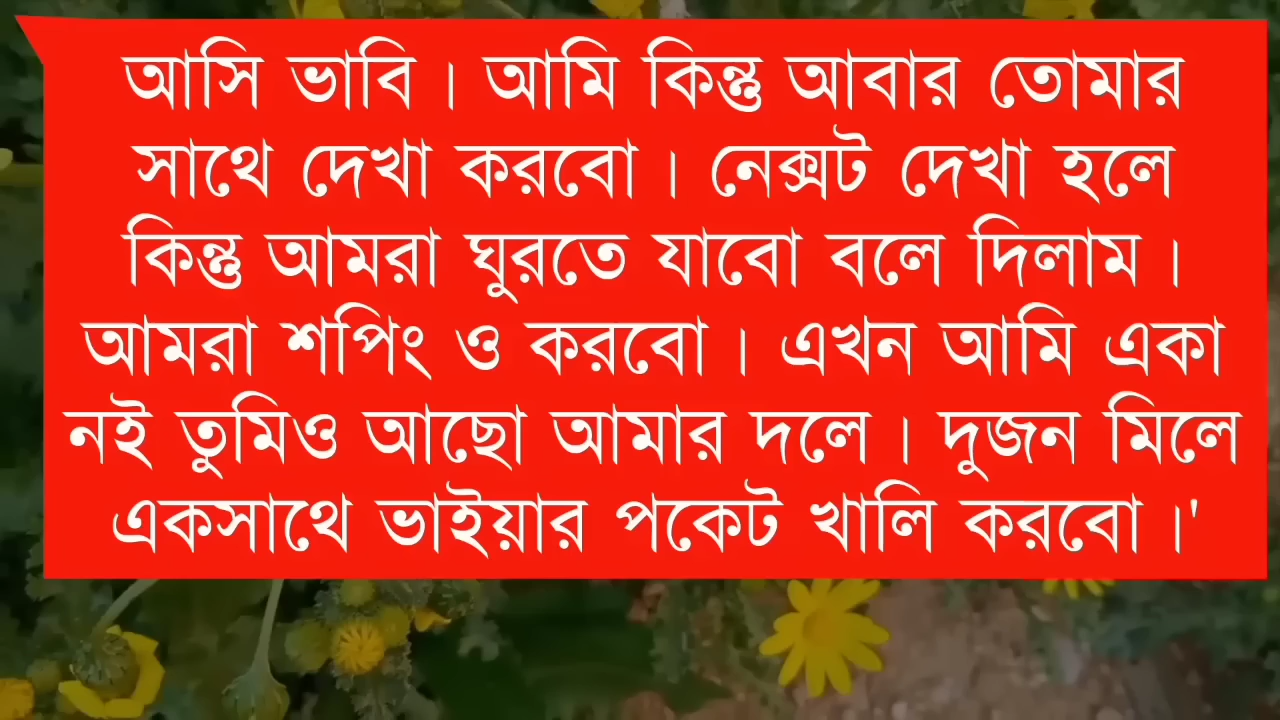 আসি ভাবি । আমি কিন্তু আবার তোমার
সাথে দেখা করবো । নেক্সট দেখা হলে
কিন্তু আমরা ঘুরতে যাবো বলে দিলাম ।
আমরা শপিং ও করবো । এখন আমি একা
নই তুমিও আছো আমার দলে । দুজন মিলে
একসাথে ভাইয়ার পকেট খালি করবো ।'